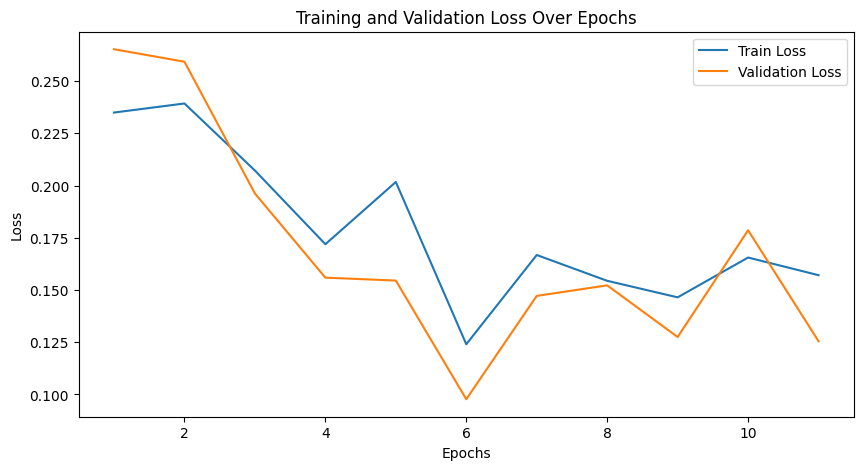 Training and Validation Loss Over Epochs
Train Loss
Validation Loss
0.250
0.225
0.200
0.175
0.150
0.125
0.100
Loss
2 4 6 8 10
Epochs